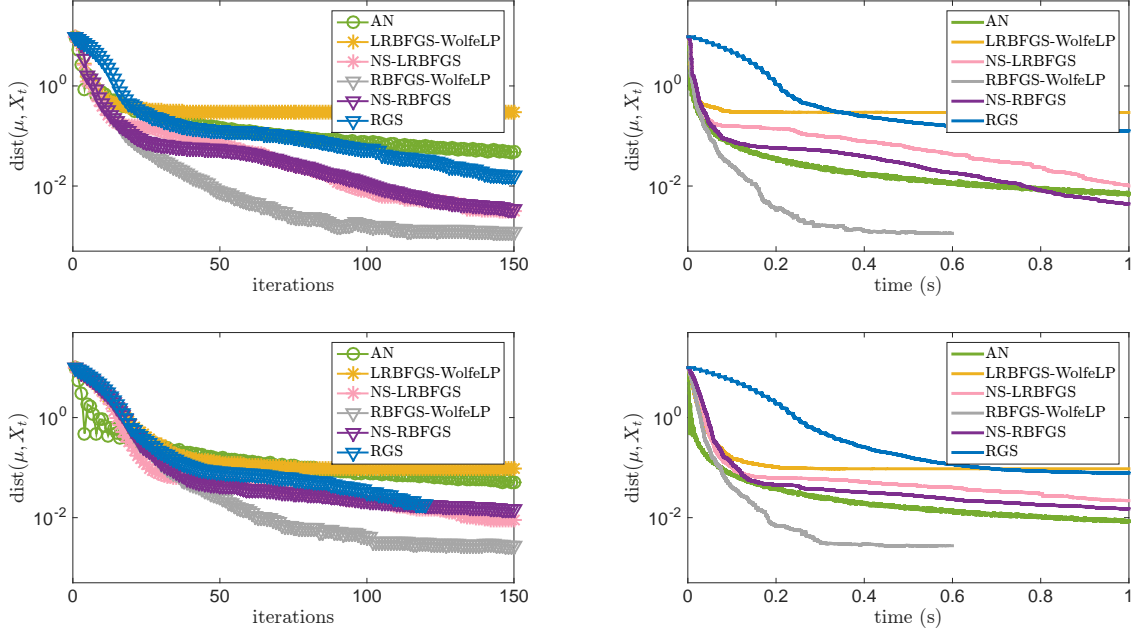 AN
LRBFGS-WolfeLP
NS-LRBFGS
RBFGS-WolfeLP
NS-RBFGS
RGS
10^0
10^-2
dist(μ, X_t)
0 50 100 150
iterations
AN
LRBFGS-WolfeLP
NS-LRBFGS
RBFGS-WolfeLP
NS-RBFGS
RGS
10^0
10^-2
dist(μ, X_t)
0 0.2 0.4 0.6 0.8 1
time (s)
AN
LRBFGS-WolfeLP
NS-LRBFGS
RBFGS-WolfeLP
NS-RBFGS
RGS
10^0
10^-2
dist(μ, X_t)
0 50 100 150
iterations
AN
LRBFGS-WolfeLP
NS-LRBFGS
RBFGS-WolfeLP
NS-RBFGS
RGS
10^0
10^-2
dist(μ, X_t)
0 0.2 0.4 0.6 0.8 1
time (s)